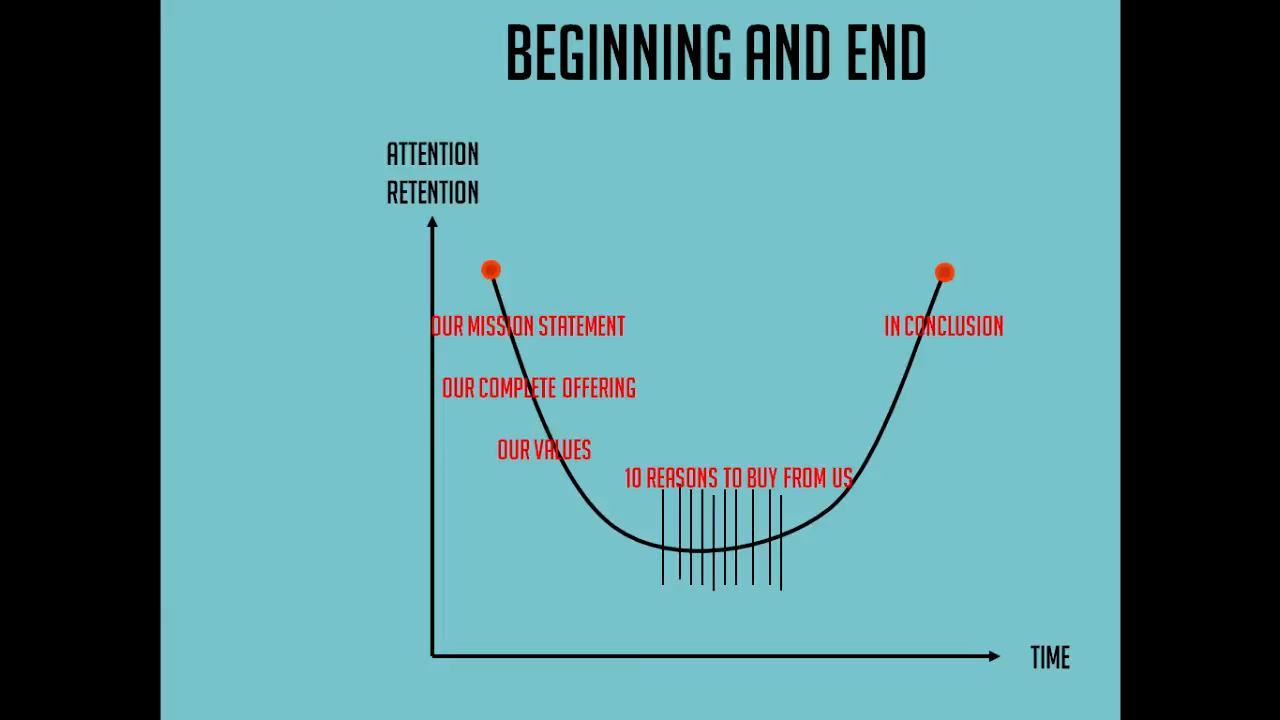 BEGINNING AND END
ATTENTION
RETENTION
OUR MISSION STATEMENT
IN CONCLUSION
OUR COMPLETE OFFERING
OUR VALUES
10 REASONS TO BUY FROM US
TIME